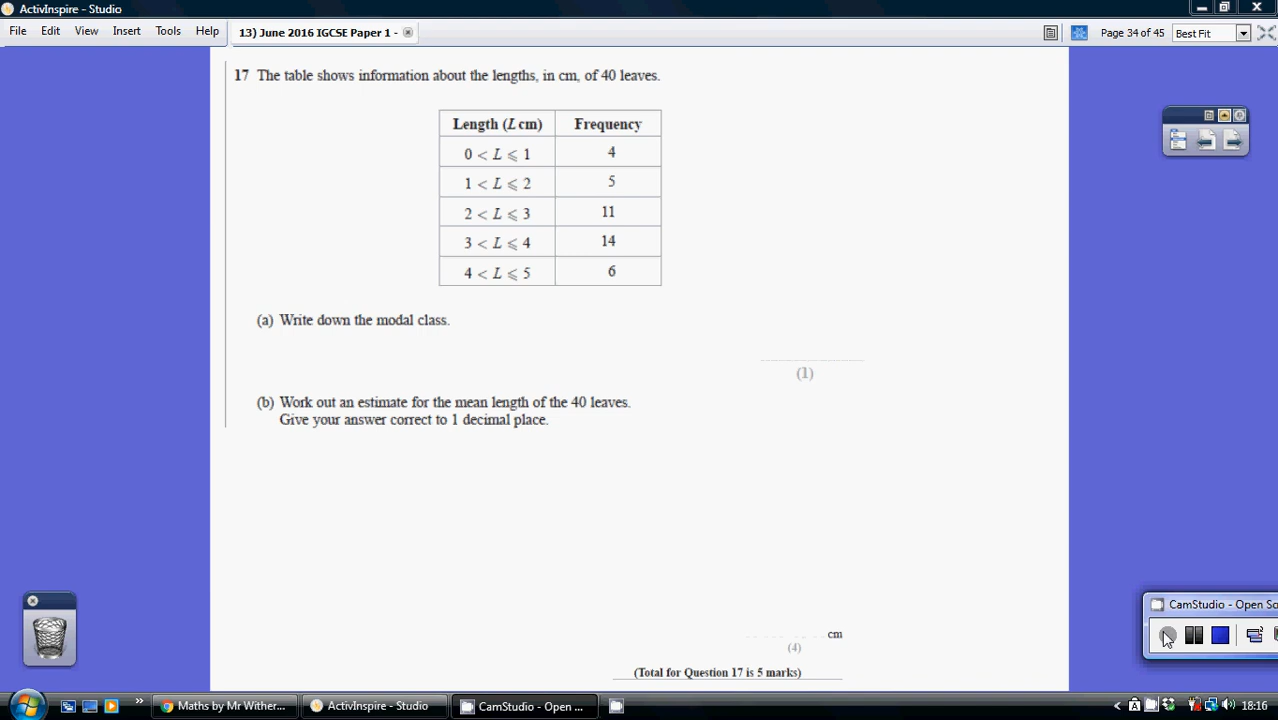 ActivInspire - Studio
File Edit View Insert Tools Help 13) June 2016 IGCSE Paper 1 - Page 34 of 45 Best Fit
17 The table shows information about the lengths, in cm, of 40 leaves.
Length (L cm) Frequency
0 < L ⩽ 1 4
1 < L ⩽ 2 5
2 < L ⩽ 3 11
3 < L ⩽ 4 14
4 < L ⩽ 5 6
(a) Write down the modal class.
(1)
(b) Work out an estimate for the mean length of the 40 leaves.
Give your answer correct to 1 decimal place.
CamStudio - Open So
cm
(4)
(Total for Question 17 is 5 marks)
Maths by Mr Wither... ActivInspire - Studio CamStudio - Open ... 18:16